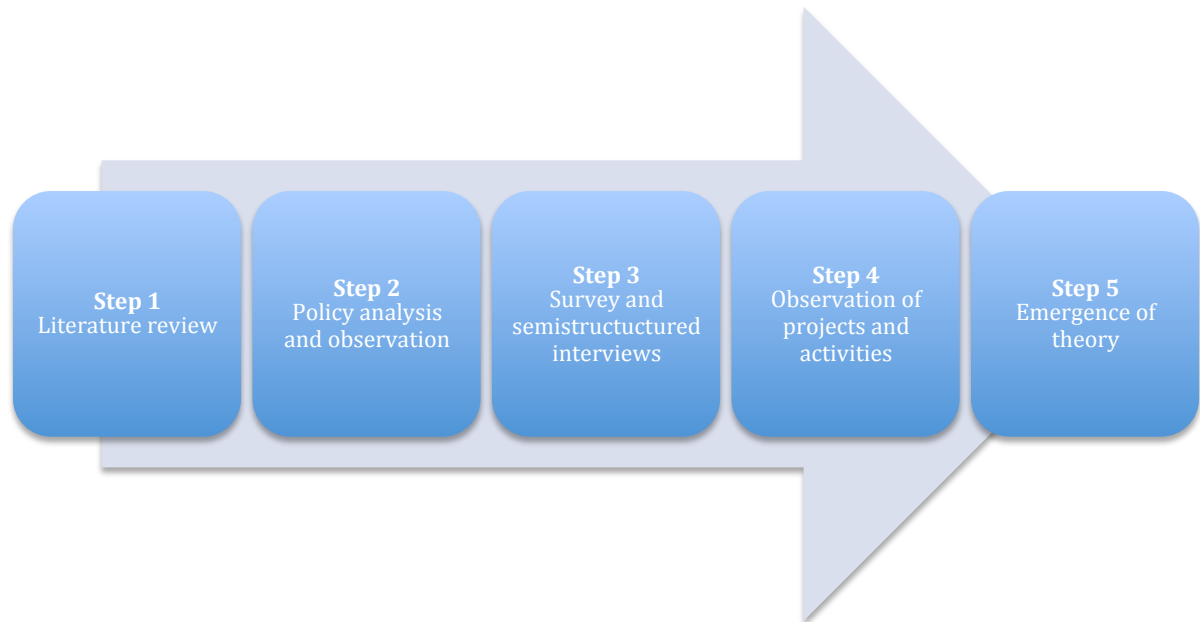 Step 1
Literature review
Step 2
Policy analysis
and observation
Step 3
Survey and
semistructuctured
interviews
Step 4
Observation of
projects and
activities
Step 5
Emergence of
theory